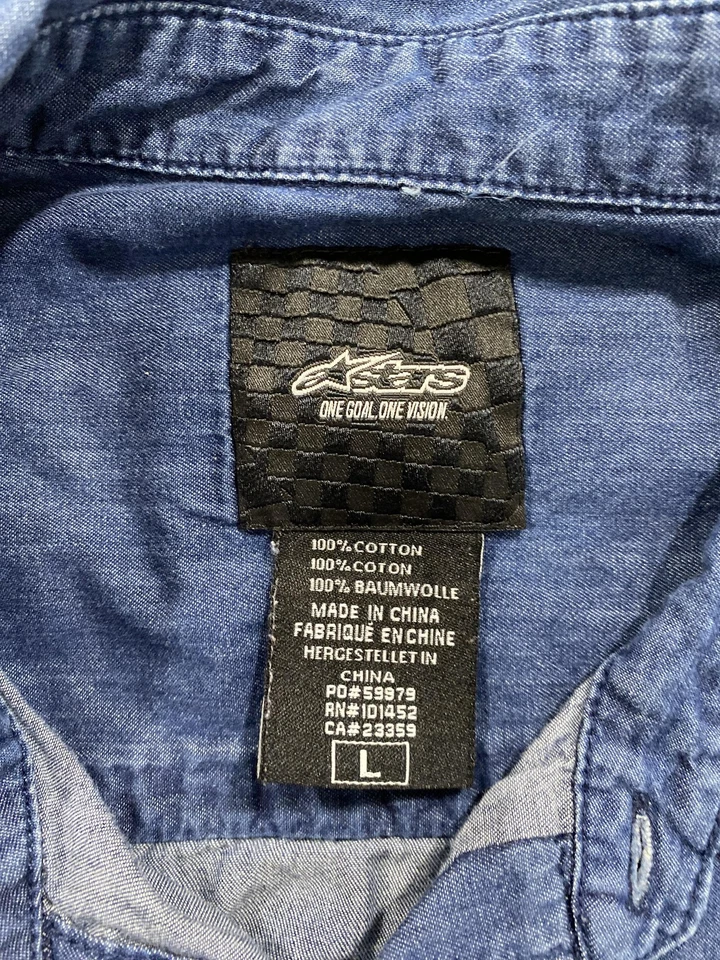 astars
ONE GOAL. ONE VISION.
100% COTTON
100% COTON
100% BAUMWOLLE
MADE IN CHINA
FABRIQUÉ EN CHINE
HERGESTELLET IN
CHINA
PO#59979
RN#101452
CA#23359
L